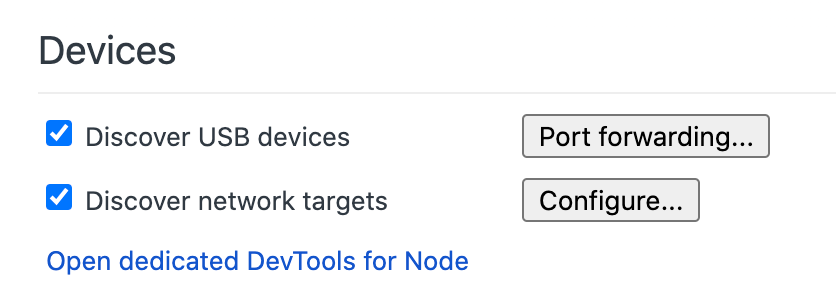 Devices
Discover USB devices
Port forwarding...
Discover network targets
Configure...
Open dedicated DevTools for Node